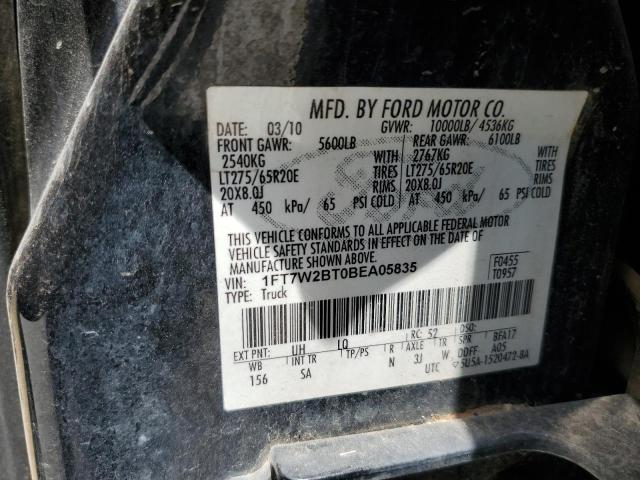 MFD. BY FORD MOTOR CO.
DATE: 03/10 GVWR: 10000LB/ 4536KG
FRONT GAWR: 5600LB REAR GAWR: 6100LB
2540KG WITH 2767KG WITH
LT275/65R20E TIRES LT275/65R20E TIRES
20X8.0J RIMS 20X8.0J RIMS
AT 450 kPa/ 65 PSI COLD AT 450 kPa/ 65 PSI COLD
THIS VEHICLE CONFORMS TO ALL APPLICABLE FEDERAL MOTOR
VEHICLE SAFETY STANDARDS IN EFFECT ON THE DATE OF
MANUFACTURE SHOWN ABOVE.
VIN: 1FT7W2BT0BEA05835 F0455
TYPE: Truck T0957
RC: 52 DSO:
EXT PNT: UH LQ BFA17
WB INT TR TP/PS R AXLE TR SPR
156 SA N 3J W DDFF A05
UTC 5U5A-1520472-BA